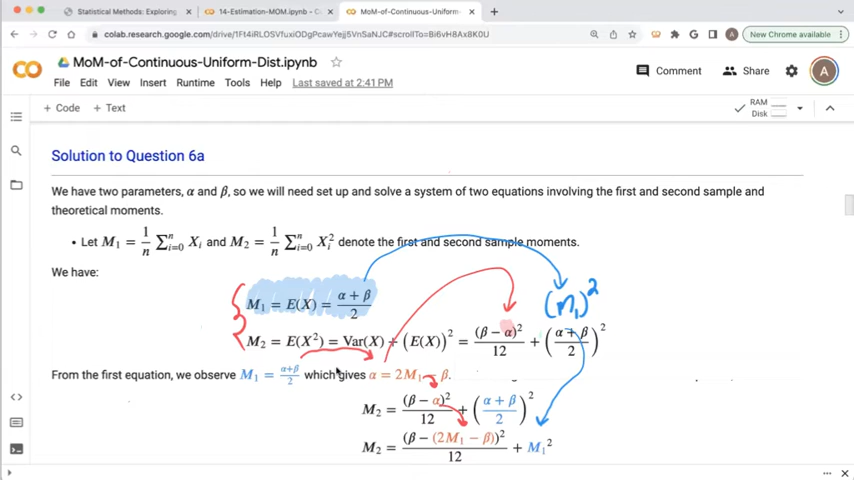 Statistical Methods: Exploring
14-Estimation-MOM.ipynb - C
MoM-of-Continuous-Uniform-Dist
colab.research.google.com/drive/1Ft4iRLOSVfuxiODgPcawYejj5VnSaNJC#scrollTo=Bi6vH8AxB0U
New Chrome available
MoM-of-Continuous-Uniform-Dist.ipynb
Comment
Share
A
File Edit View Insert Runtime Tools Help Last saved at 2:41 PM
+ Code + Text
RAM
Disk
Solution to Question 6a
We have two parameters, α and β, so we will need set up and solve a system of two equations involving the first and second sample and
theoretical moments.
• Let M₁ = 1/n ∑ⁿᵢ₌₀ Xᵢ and M₂ = 1/n ∑ⁿᵢ₌₀ Xᵢ² denote the first and second sample moments.
We have:
M₁ = E(X) = (α + β)/2
(M₁)²
M₂ = E(X²) = Var(X) + (E(X))² = (β − α)²/12 + ((α + β)/2)²
From the first equation, we observe M₁ = (α+β)/2 which gives α = 2M₁ − β.
M₂ = (β − α)²/12 + ((α + β)/2)²
M₂ = (β − (2M₁ − β))²/12 + M₁²